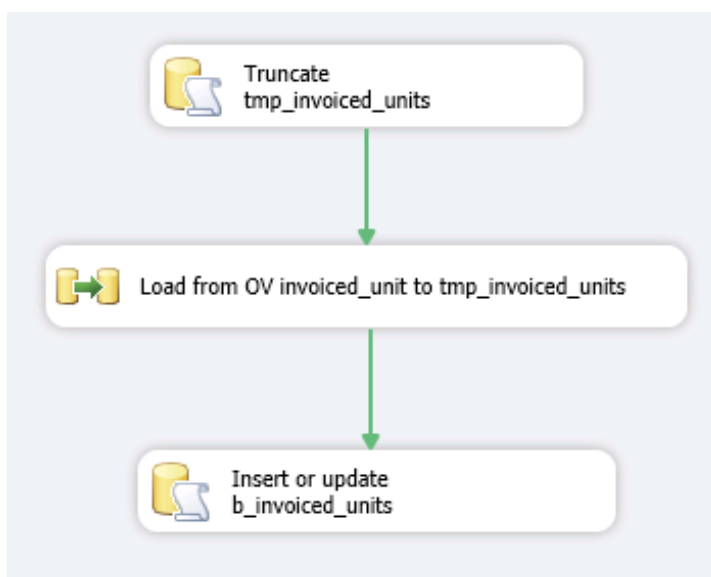 Truncate
tmp_invoiced_units
Load from OV invoiced_unit to tmp_invoiced_units
Insert or update
b_invoiced_units